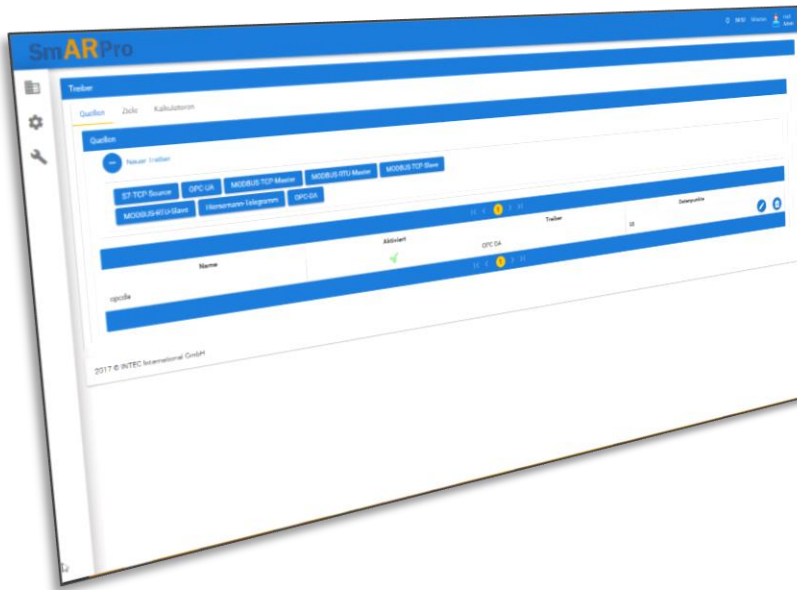 SmARPro
Treiber
Quellen Ziele Kalkulatoren
Quellen
Neuer Treiber
S7-TCP-Source OPC-UA MODBUS-TCP-Master MODBUS-RTU-Master MODBUS-TCP-Slave
MODBUS-RTU-Slave OPC-DA
1
Name Aktiviert Treiber Datenpunkte
opcda OPC-DA
1
2017 © INTEC International GmbH